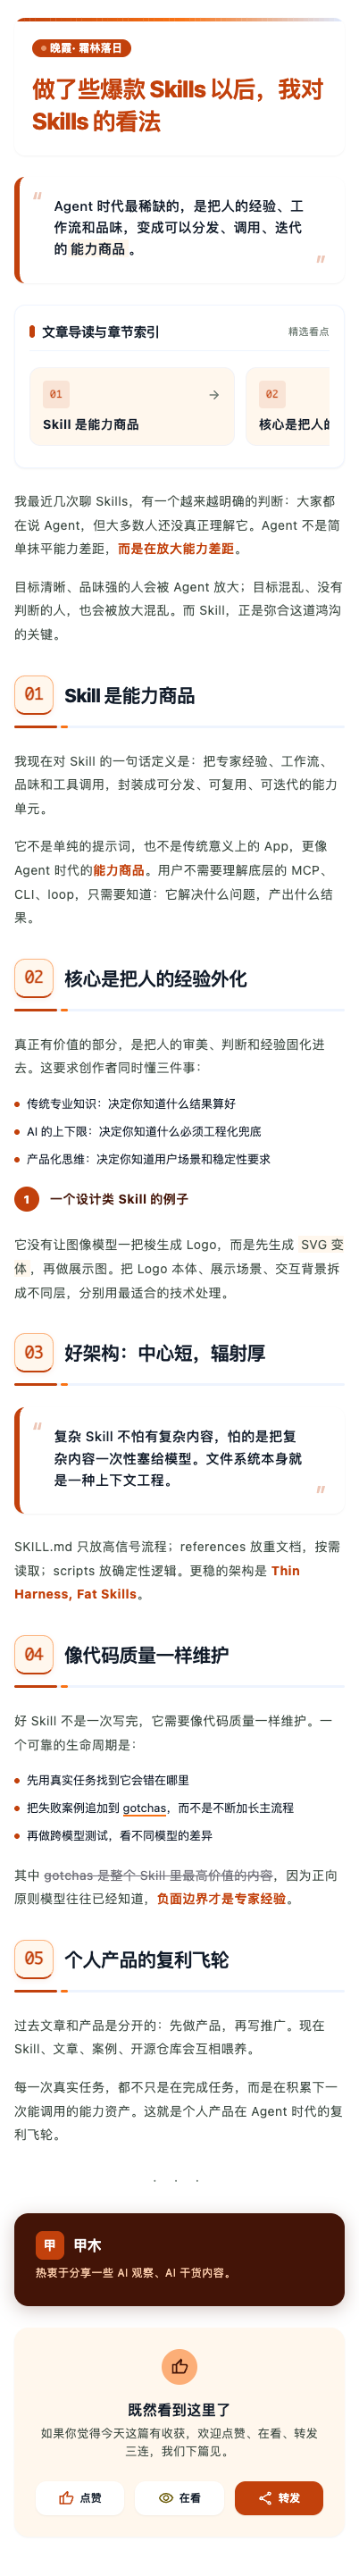 晚霞· 霜林落日
做了些爆款 Skills 以后，我对
Skills 的看法
"
Agent 时代最稀缺的，是把人的经验、工
作流和品味，变成可以分发、调用、迭代
的 能力商品 。
"
文章导读与章节索引 精选看点
01 → 02
Skill 是能力商品 核心是把人的
我最近几次聊 Skills，有一个越来越明确的判断：大家都
在说 Agent，但大多数人还没真正理解它。Agent 不是简
单抹平能力差距，而是在放大能力差距。
目标清晰、品味强的人会被 Agent 放大；目标混乱、没有
判断的人，也会被放大混乱。而 Skill，正是弥合这道鸿沟
的关键。
01 Skill 是能力商品
我现在对 Skill 的一句话定义是：把专家经验、工作流、
品味和工具调用，封装成可分发、可复用、可迭代的能力
单元。
它不是单纯的提示词，也不是传统意义上的 App，更像
Agent 时代的能力商品。用户不需要理解底层的 MCP、
CLI、loop，只需要知道：它解决什么问题，产出什么结
果。
02 核心是把人的经验外化
真正有价值的部分，是把人的审美、判断和经验固化进
去。这要求创作者同时懂三件事：
传统专业知识：决定你知道什么结果算好
AI 的上下限：决定你知道什么必须工程化兜底
产品化思维：决定你知道用户场景和稳定性要求
1 一个设计类 Skill 的例子
它没有让图像模型一把梭生成 Logo，而是先生成 SVG 变
体 ，再做展示图。把 Logo 本体、展示场景、交互背景拆
成不同层，分别用最适合的技术处理。
03 好架构：中心短，辐射厚
"
复杂 Skill 不怕有复杂内容，怕的是把复
杂内容一次性塞给模型。文件系统本身就
是一种上下文工程。
"
SKILL.md 只放高信号流程；references 放重文档，按需
读取；scripts 放确定性逻辑。更稳的架构是 Thin
Harness, Fat Skills。
04 像代码质量一样维护
好 Skill 不是一次写完，它需要像代码质量一样维护。一
个可靠的生命周期是：
先用真实任务找到它会错在哪里
把失败案例追加到 gotchas，而不是不断加长主流程
再做跨模型测试，看不同模型的差异
其中 gotchas 是整个 Skill 里最高价值的内容，因为正向
原则模型往往已经知道，负面边界才是专家经验。
05 个人产品的复利飞轮
过去文章和产品是分开的：先做产品，再写推广。现在
Skill、文章、案例、开源仓库会互相喂养。
每一次真实任务，都不只是在完成任务，而是在积累下一
次能调用的能力资产。这就是个人产品在 Agent 时代的复
利飞轮。
· · ·
甲 甲木
热衷于分享一些 AI 观察、AI 干货内容。
既然看到这里了
如果你觉得今天这篇有收获，欢迎点赞、在看、转发
三连，我们下篇见。
点赞 在看 转发